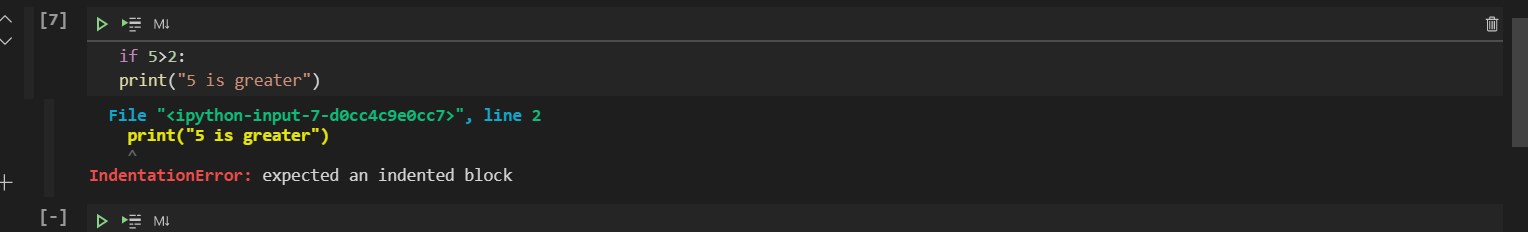 [7]
M↓
if 5>2:
print("5 is greater")
File "<ipython-input-7-d0cc4c9e0cc7>", line 2
print("5 is greater")
^
IndentationError: expected an indented block
[-]
M↓